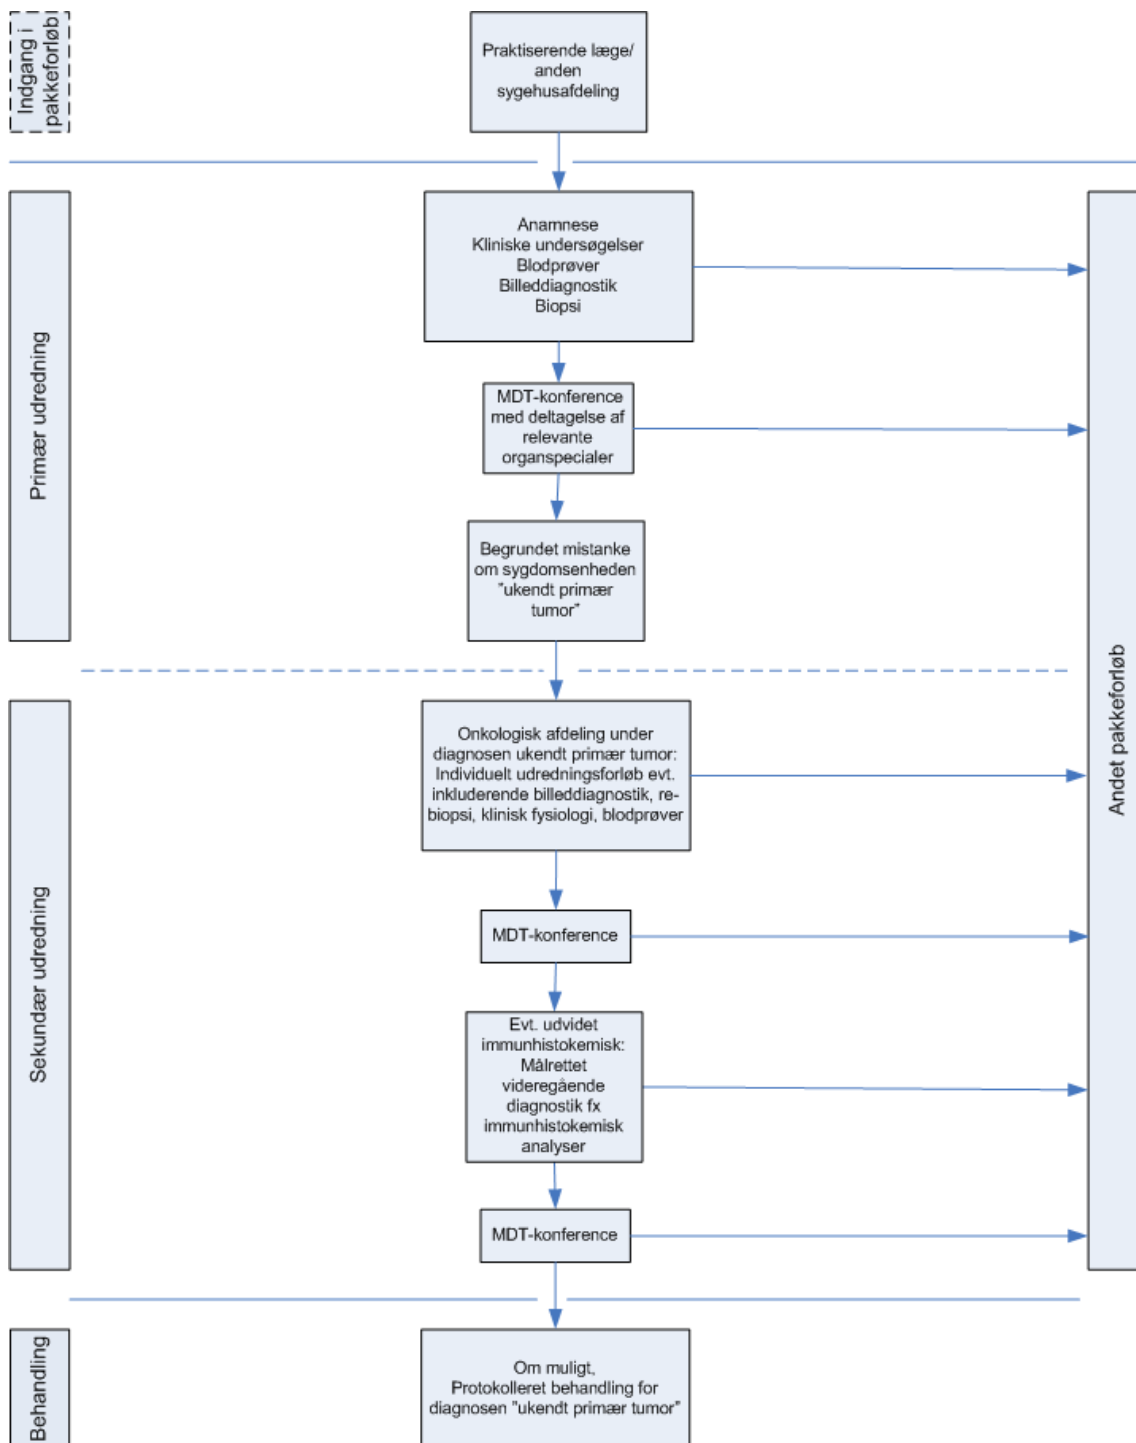 Indgang i
pakkeforløb
Praktiserende læge/
anden
sygehusafdeling
Primær udredning
Anamnese
Kliniske undersøgelser
Blodprøver
Billeddiagnostik
Biopsi
MDT-konference
med deltagelse af
relevante
organspecialer
Begrundet mistanke
om sygdomsenheden
"ukendt primær
tumor"
Andet pakkeforløb
Sekundær udredning
Onkologisk afdeling under
diagnosen ukendt primær tumor:
Individuelt udredningsforløb evt.
inkluderende billeddiagnostik, re-
biopsi, klinisk fysiologi, blodprøver
MDT-konference
Evt. udvidet
immunhistokemisk:
Målrettet
videregående
diagnostik fx
immunhistokemisk
analyser
MDT-konference
Behandling
Om muligt,
Protokolleret behandling for
diagnosen "ukendt primær tumor"